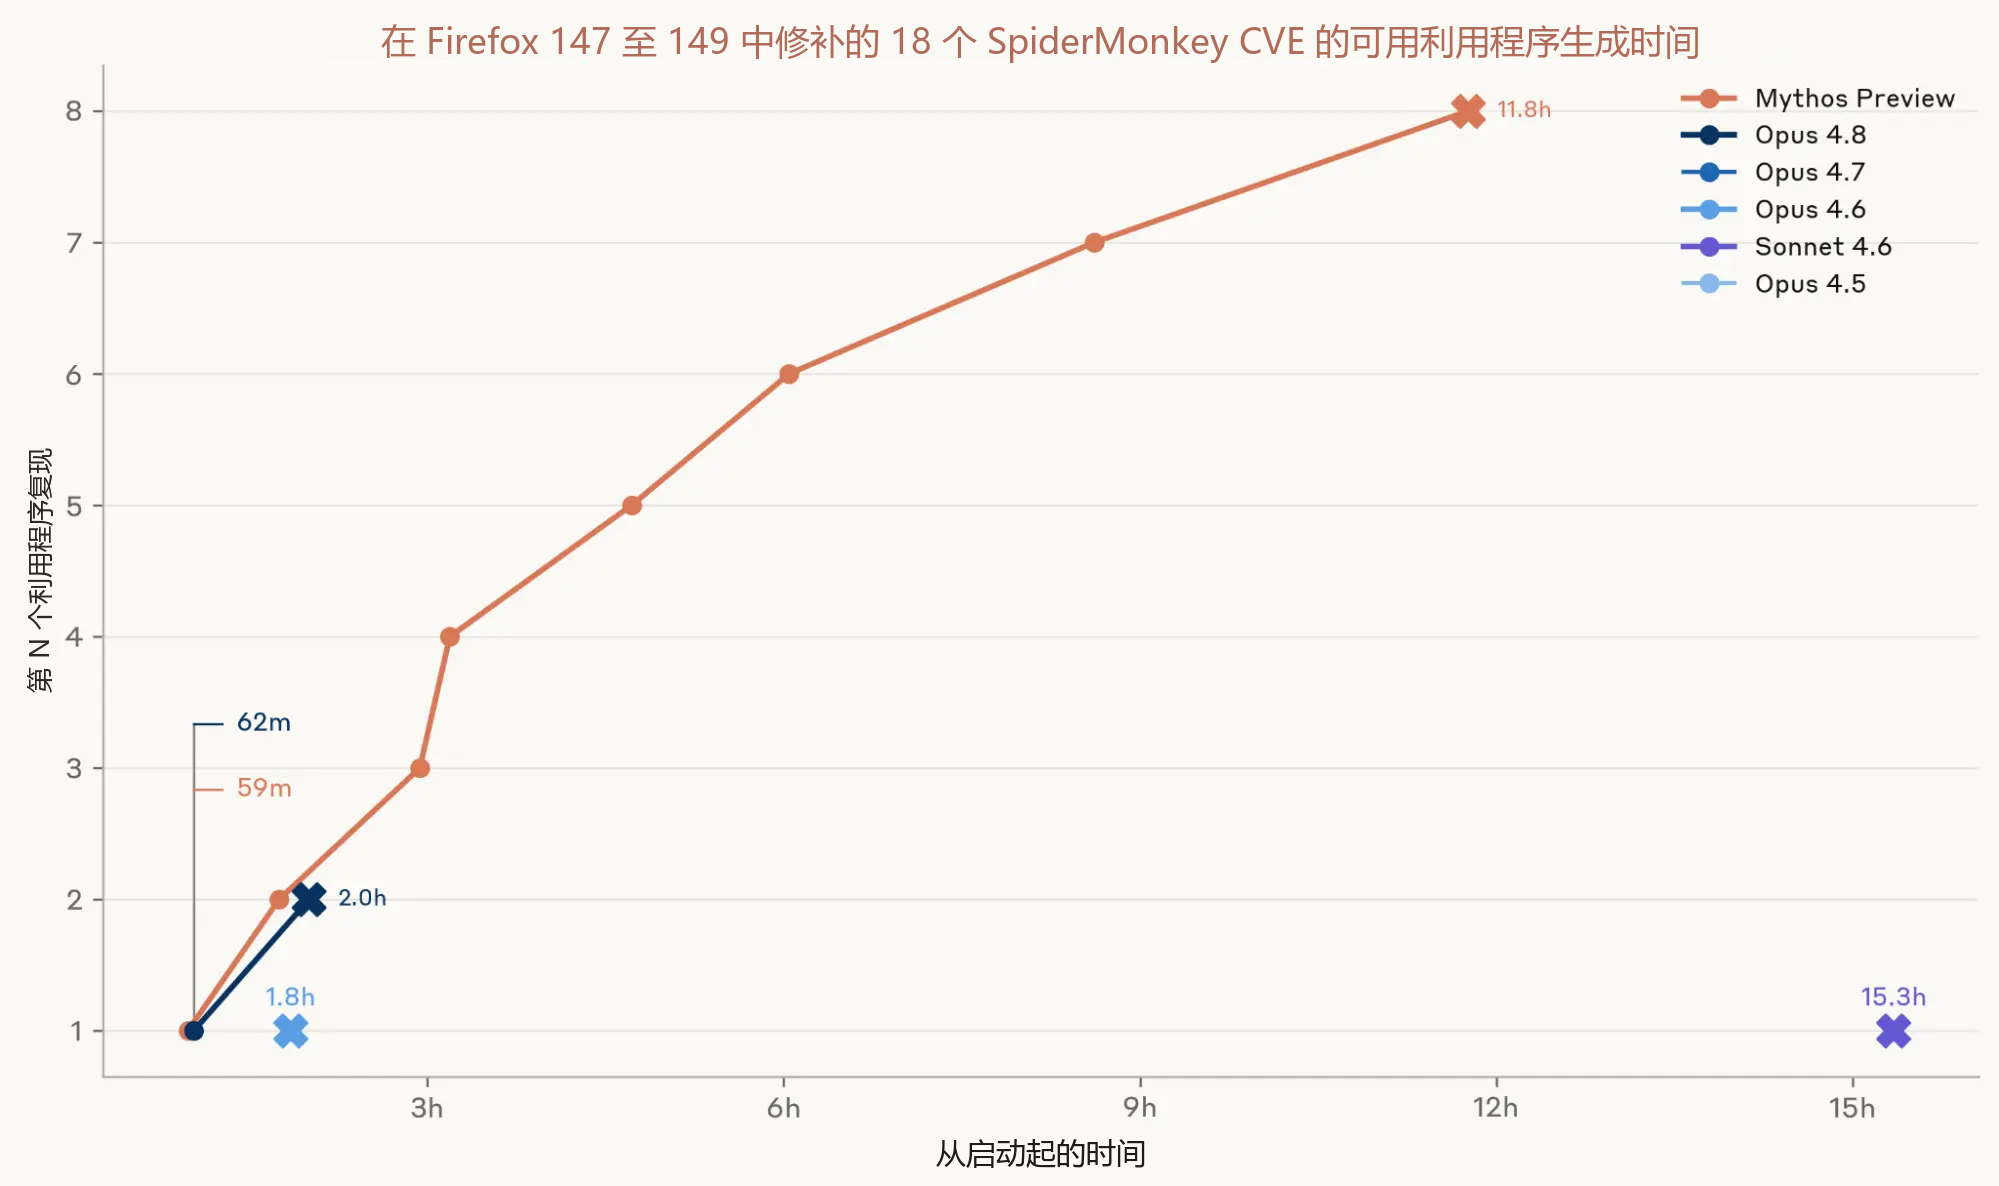 在 Firefox 147 至 149 中修补的 18 个 SpiderMonkey CVE 的可用利用程序生成时间
Mythos Preview
Opus 4.8
Opus 4.7
Opus 4.6
Sonnet 4.6
Opus 4.5
第 N 个利用程序复现
8
7
6
5
4
3
2
1
11.8h
62m
59m
2.0h
1.8h
15.3h
3h
6h
9h
12h
15h
从启动起的时间